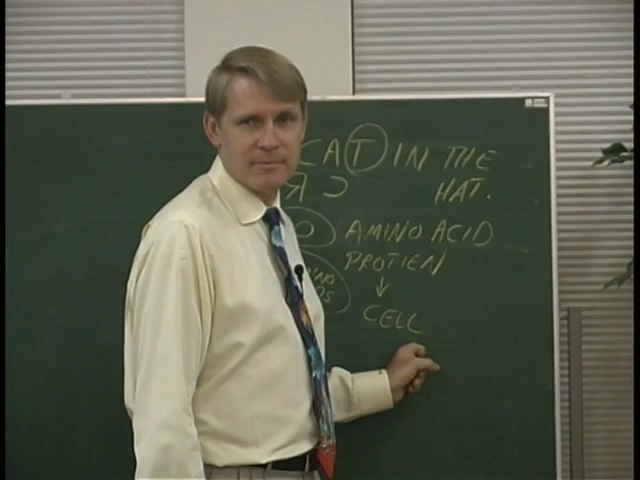 CAT IN THE
R C HAT.
O AMINO ACID
PROTIEN
CELL